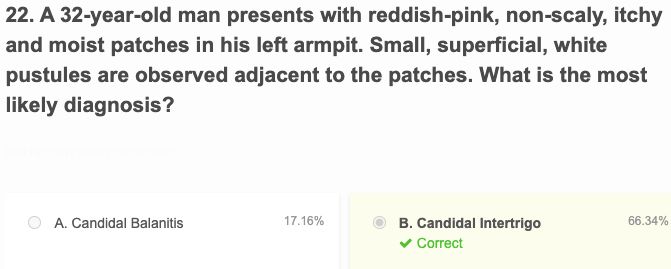 22. A 32-year-old man presents with reddish-pink, non-scaly, itchy
and moist patches in his left armpit. Small, superficial, white
pustules are observed adjacent to the patches. What is the most
likely diagnosis?
A. Candidal Balanitis 17.16% B. Candidal Intertrigo 66.34%
✔ Correct